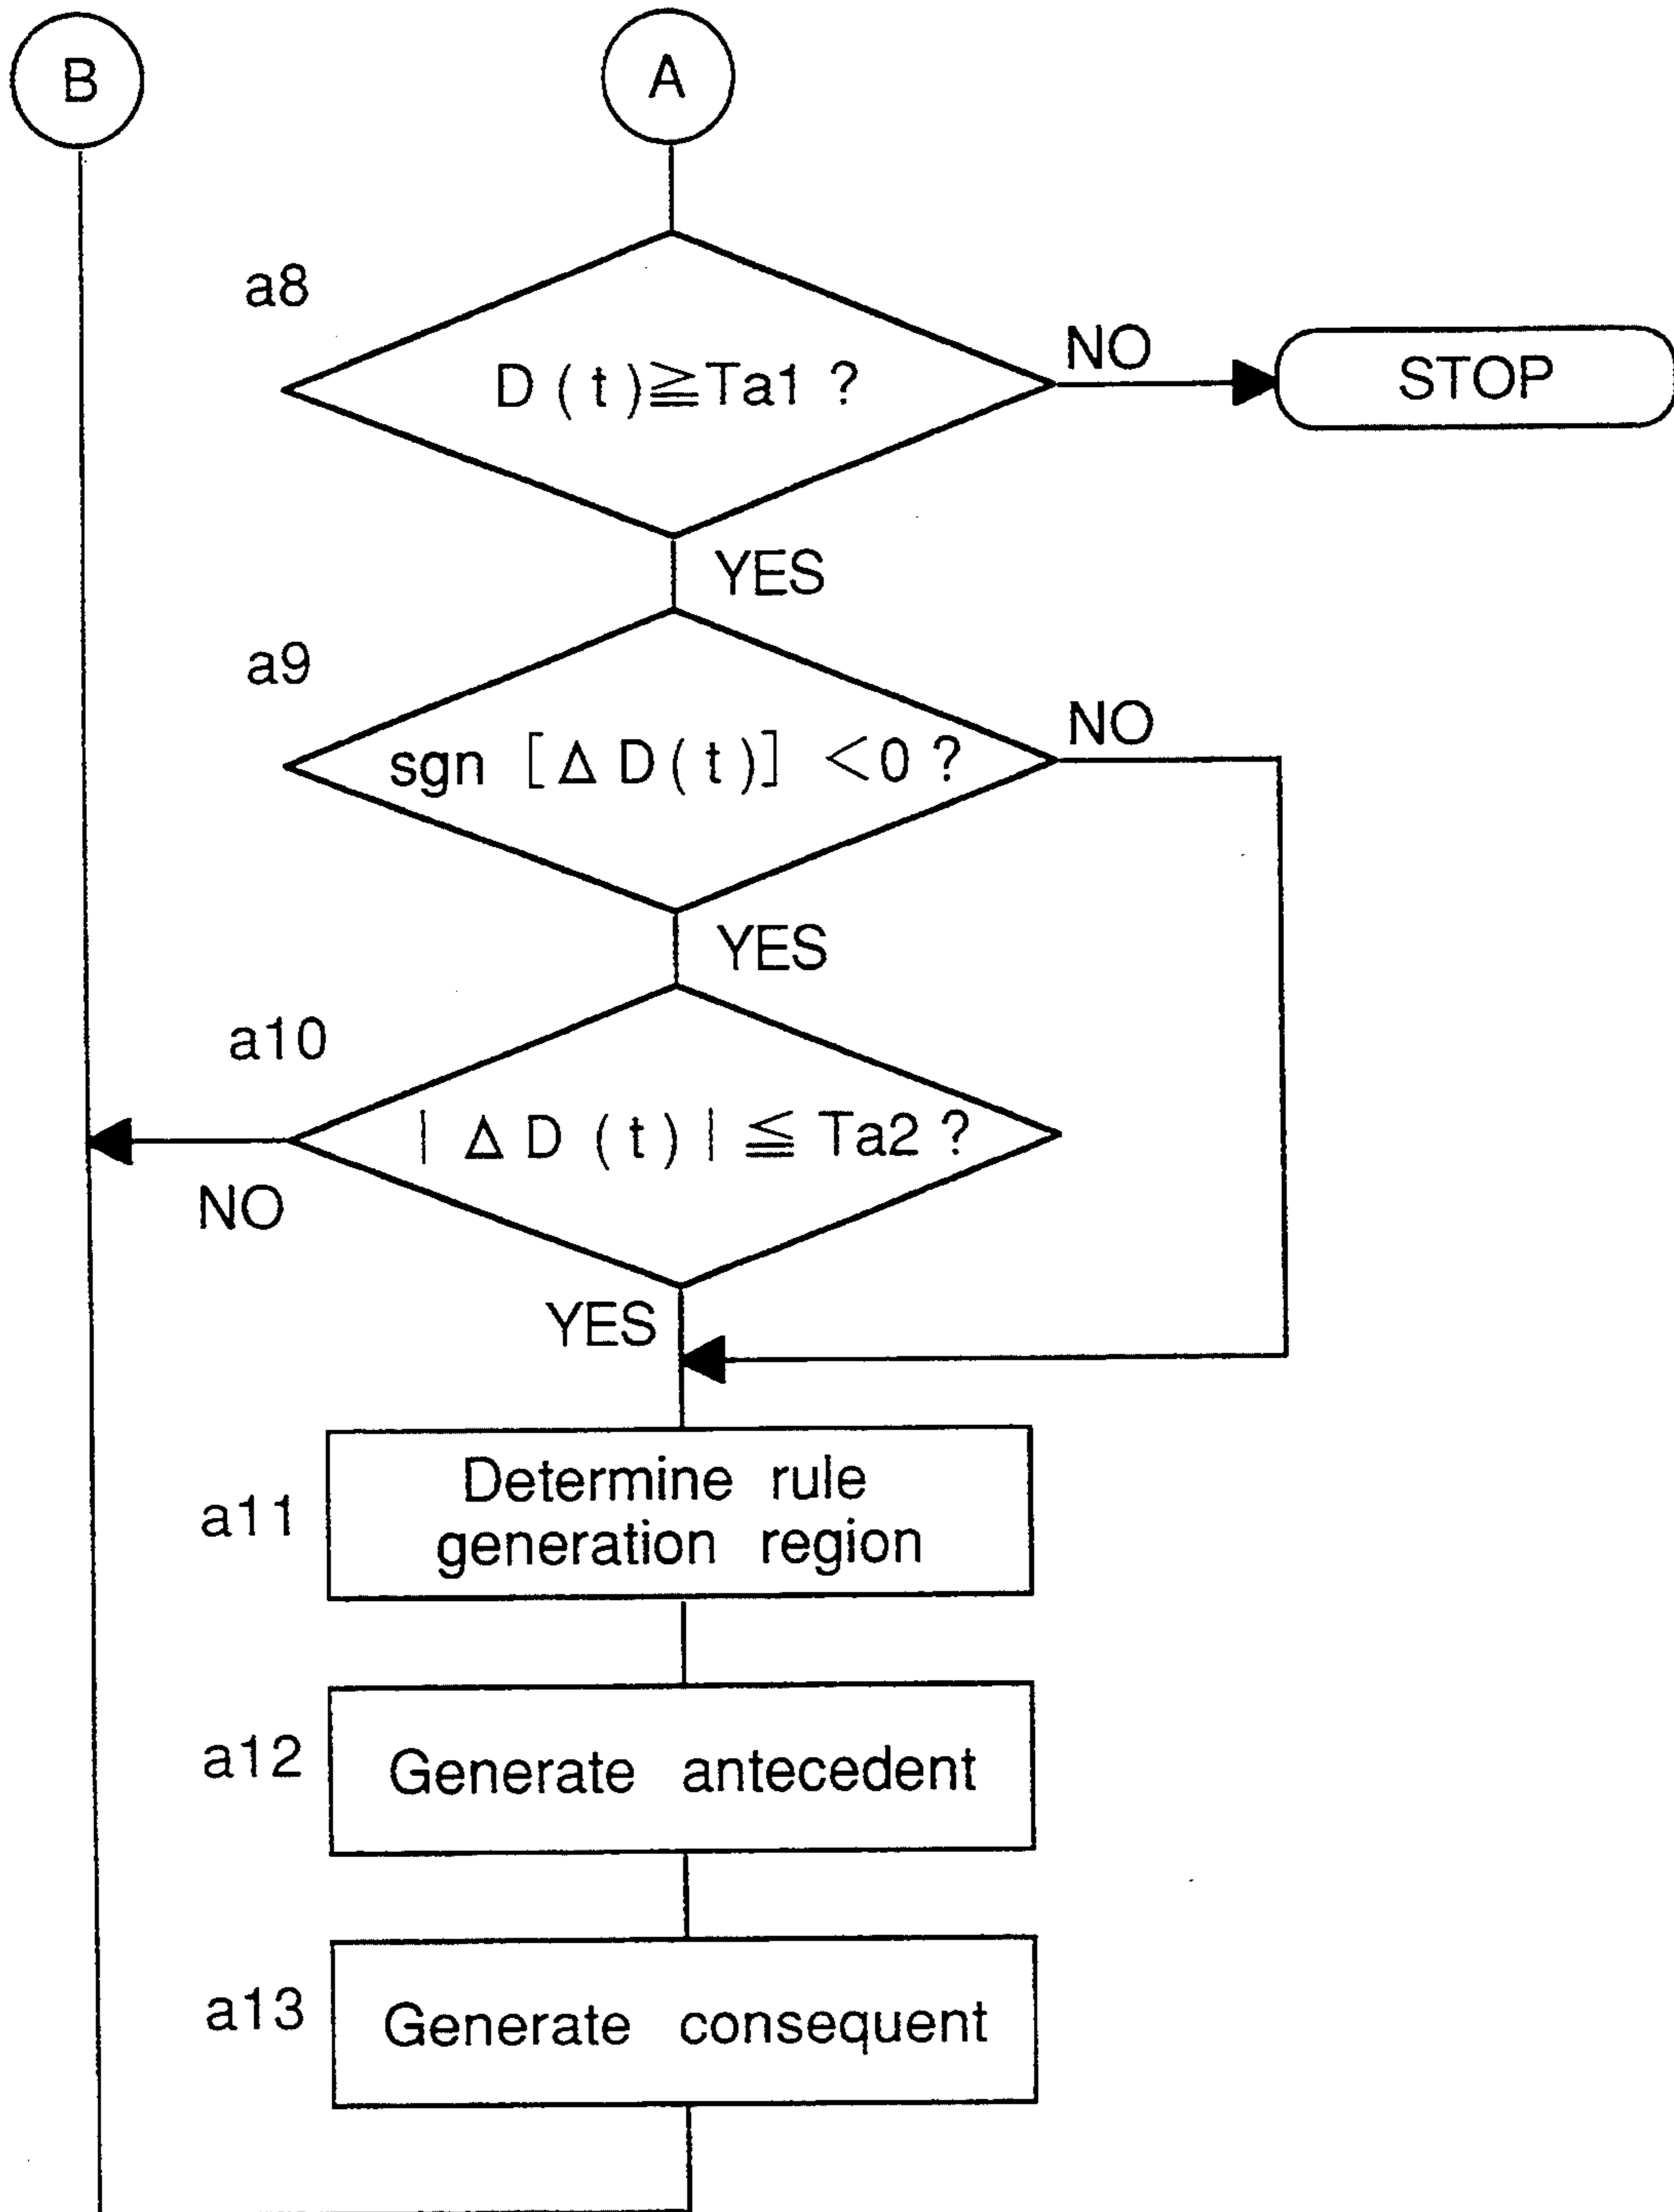 B
A
a8
D (t)≧Ta1 ?
NO
STOP
YES
a9
sgn [Δ D(t)] <0 ?
NO
YES
a10
| Δ D (t) | ≦ Ta2 ?
NO
YES
a11
Determine rule
generation region
a12
Generate antecedent
a13
Generate consequent